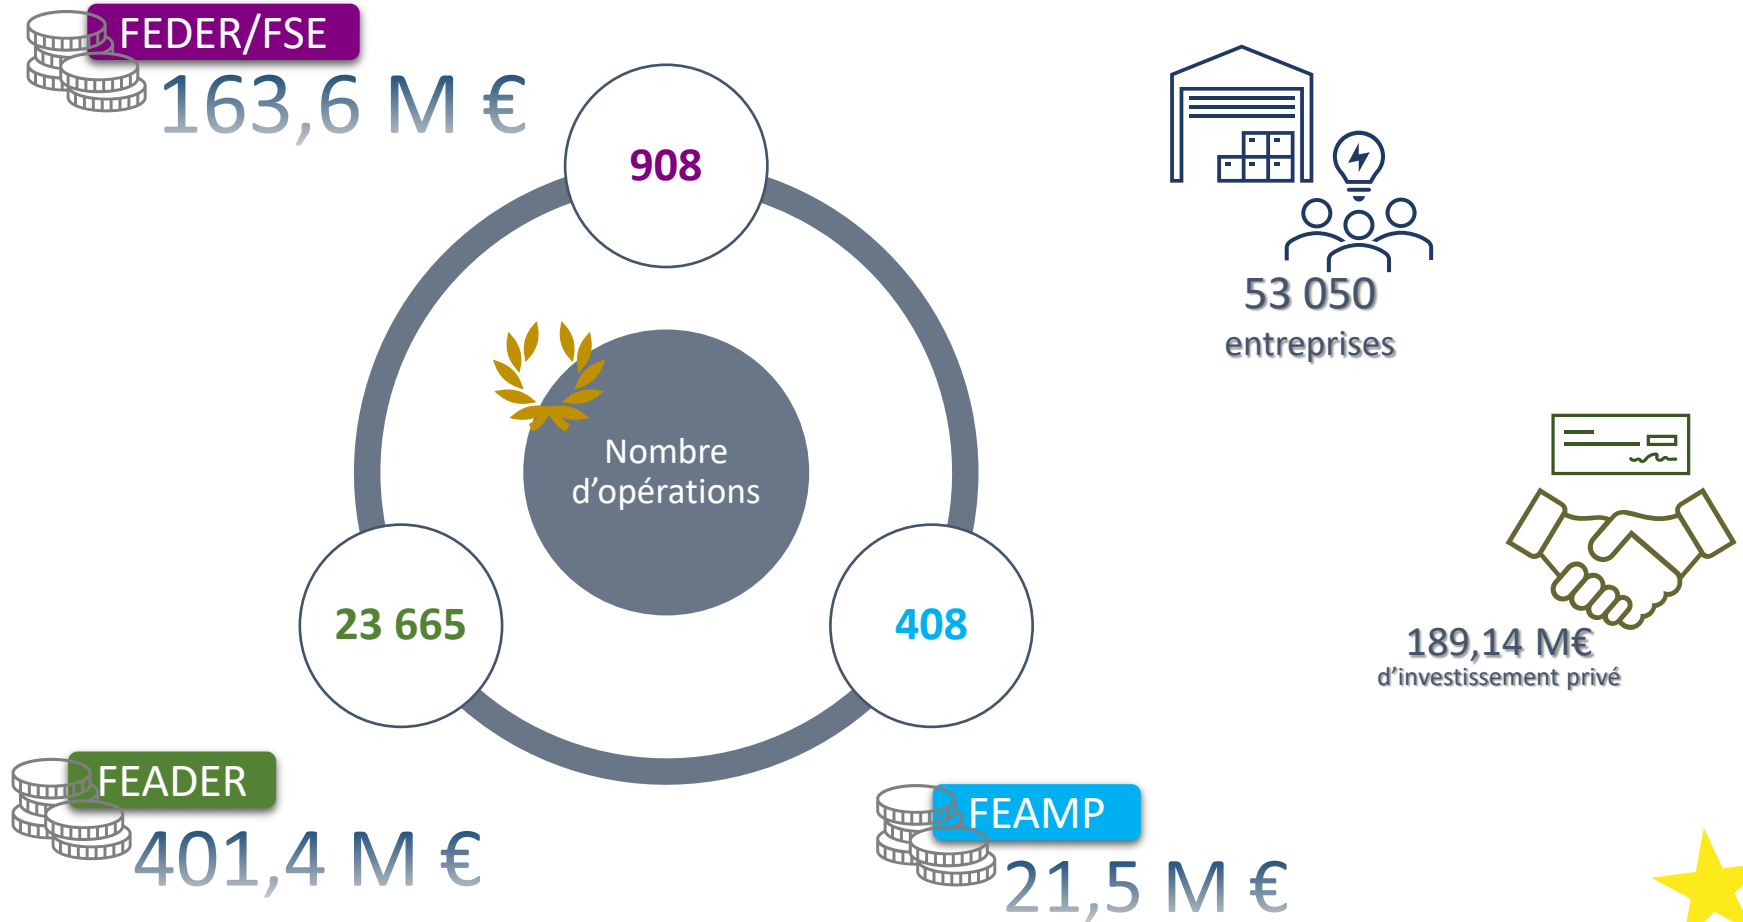 FEDER/FSE
163,6 M €
908
53 050
entreprises
Nombre
d’opérations
23 665
408
189,14 M€
d’investissement privé
FEADER
401,4 M €
FEAMP
21,5 M €